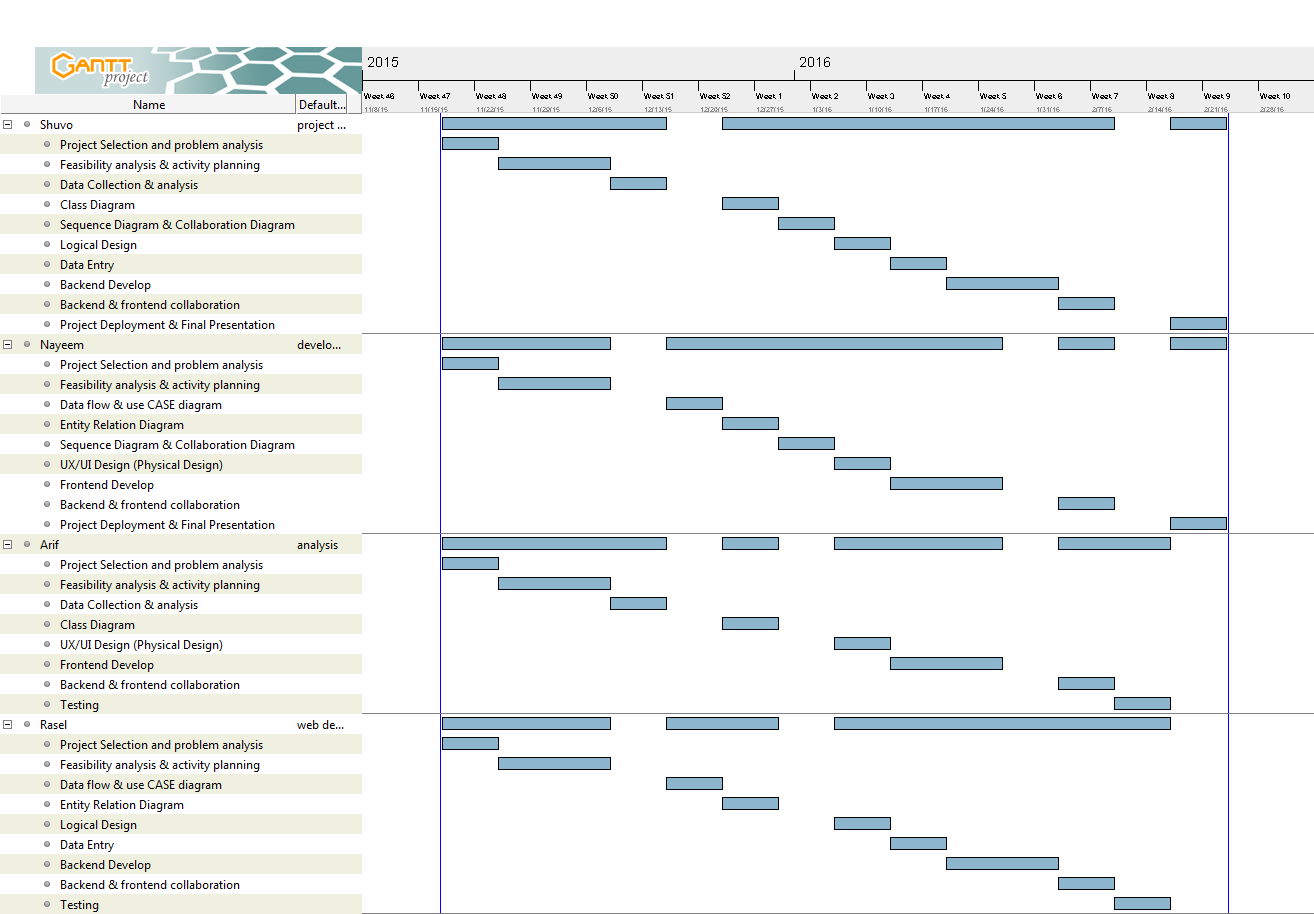 GANTT
project
2015
2016
Name
Default...
Week 46 Week 47 Week 48 Week 49 Week 50 Week 51 Week 52 Week 1 Week 2 Week 3 Week 4 Week 5 Week 6 Week 7 Week 8 Week 9 Week 10
11/8/15 11/15/15 11/22/15 11/29/15 12/6/15 12/13/15 12/20/15 12/27/15 1/3/16 1/10/16 1/17/16 1/24/16 1/31/16 2/7/16 2/14/16 2/21/16 2/28/16
Shuvo project ...
Project Selection and problem analysis
Feasibility analysis & activity planning
Data Collection & analysis
Class Diagram
Sequence Diagram & Collaboration Diagram
Logical Design
Data Entry
Backend Develop
Backend & frontend collaboration
Project Deployment & Final Presentation
Nayeem develo...
Project Selection and problem analysis
Feasibility analysis & activity planning
Data flow & use CASE diagram
Entity Relation Diagram
Sequence Diagram & Collaboration Diagram
UX/UI Design (Physical Design)
Frontend Develop
Backend & frontend collaboration
Project Deployment & Final Presentation
Arif analysis
Project Selection and problem analysis
Feasibility analysis & activity planning
Data Collection & analysis
Class Diagram
UX/UI Design (Physical Design)
Frontend Develop
Backend & frontend collaboration
Testing
Rasel web de...
Project Selection and problem analysis
Feasibility analysis & activity planning
Data flow & use CASE diagram
Entity Relation Diagram
Logical Design
Data Entry
Backend Develop
Backend & frontend collaboration
Testing